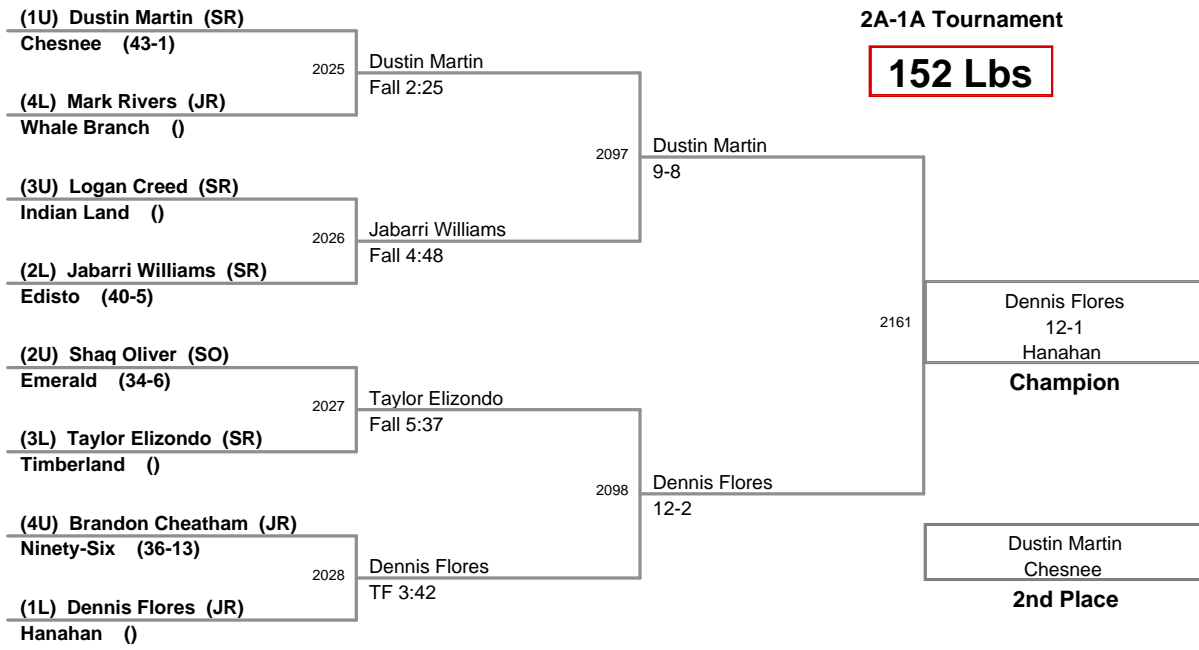 2A-1A Tournament
152 Lbs
(1U) Dustin Martin (SR)
Chesnee (43-1)
2025
Dustin Martin
Fall 2:25
(4L) Mark Rivers (JR)
Whale Branch ()
2097
Dustin Martin
9-8
(3U) Logan Creed (SR)
Indian Land ()
2026
Jabarri Williams
Fall 4:48
(2L) Jabarri Williams (SR)
Edisto (40-5)
2161
Dennis Flores
12-1
Hanahan
Champion
(2U) Shaq Oliver (SO)
Emerald (34-6)
2027
Taylor Elizondo
Fall 5:37
(3L) Taylor Elizondo (SR)
Timberland ()
2098
Dennis Flores
12-2
(4U) Brandon Cheatham (JR)
Ninety-Six (36-13)
2028
Dennis Flores
TF 3:42
(1L) Dennis Flores (JR)
Hanahan ()
Dustin Martin
Chesnee
2nd Place